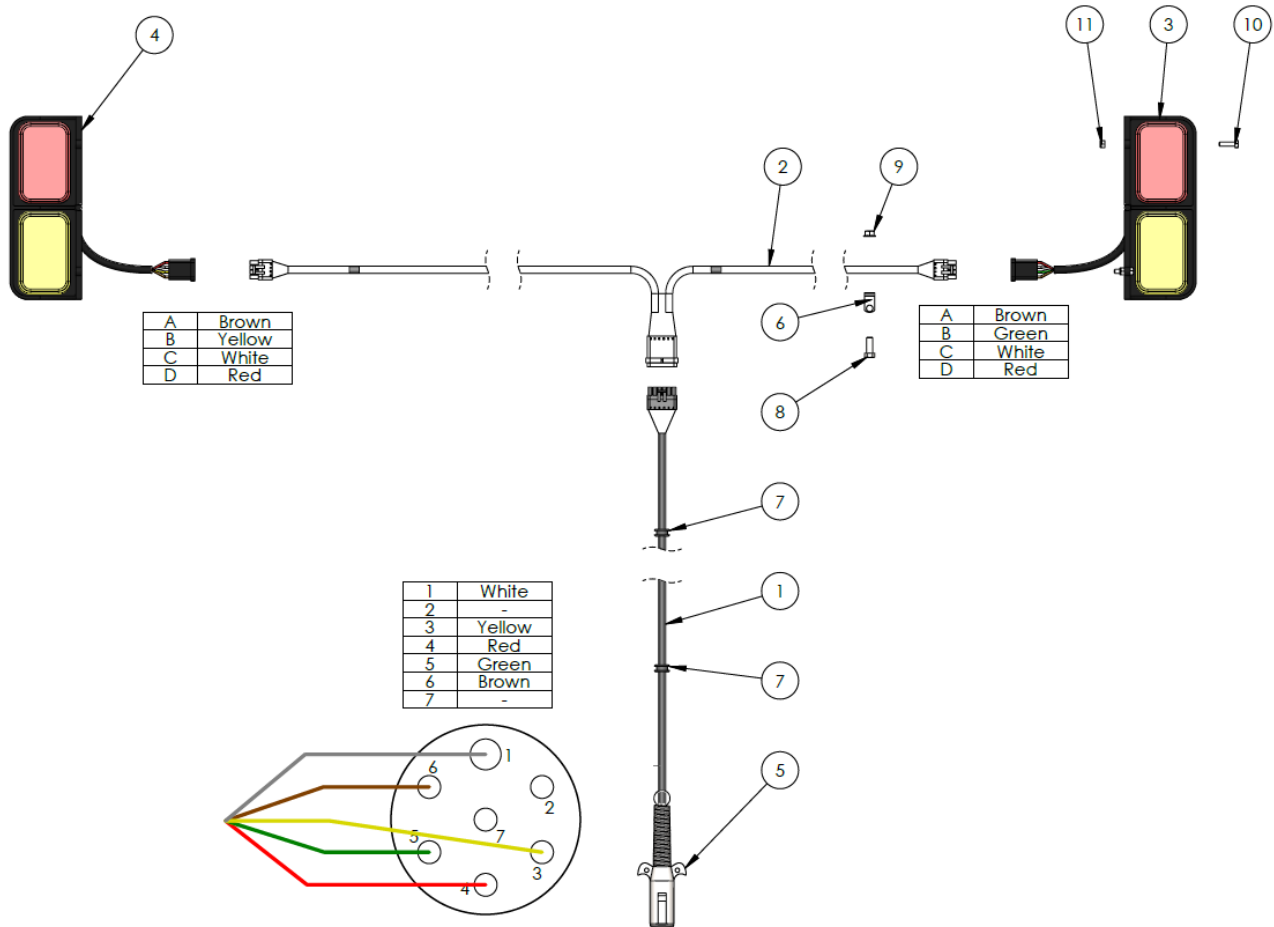 4
11
3
10
2
9
A Brown
B Yellow
C White
D Red
6
A Brown
B Green
C White
D Red
8
7
1 White
2 -
3 Yellow
4 Red
5 Green
6 Brown
7 -
1
7
5
1
6
2
7
5
3
4